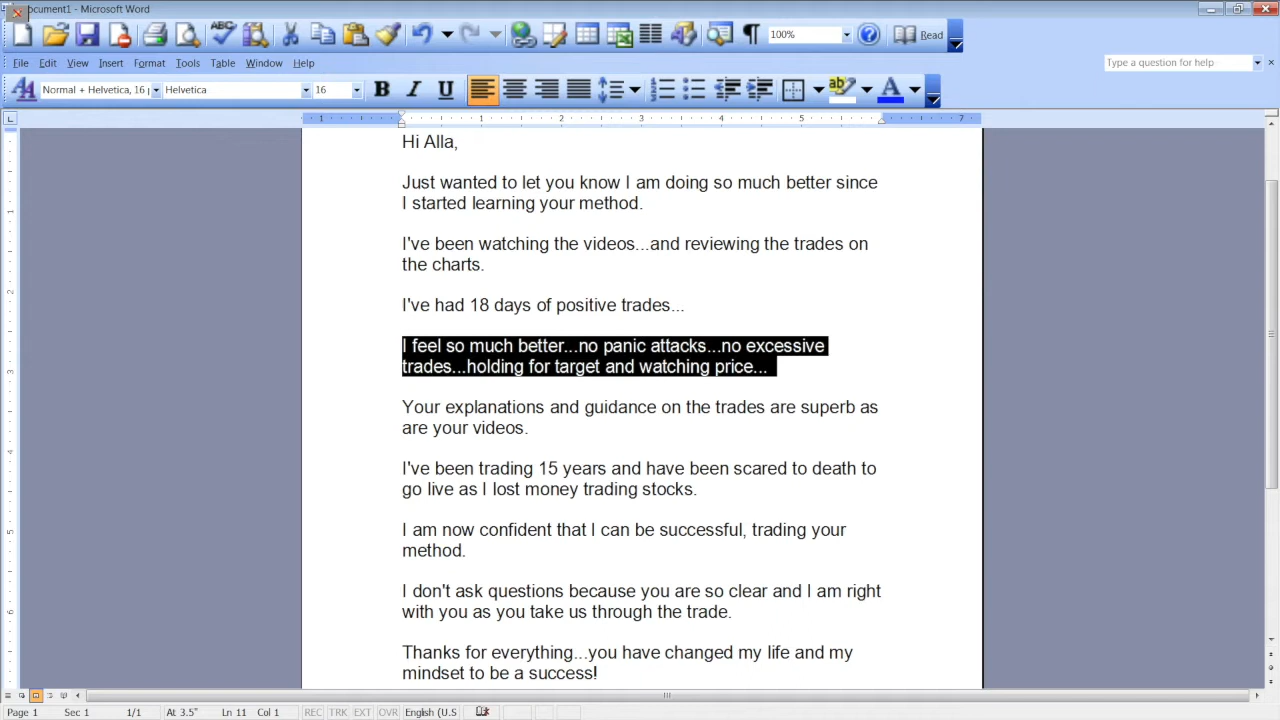 ocument1 - Microsoft Word
100%
Read
File Edit View Insert Format Tools Table Window Help
Type a question for help
Normal + Helvetica, 16 p
Helvetica
16
B I U
1 1 2 3 4 5 7
Hi Alla,
Just wanted to let you know I am doing so much better since
I started learning your method.
I've been watching the videos...and reviewing the trades on
the charts.
I've had 18 days of positive trades...
I feel so much better...no panic attacks...no excessive
trades...holding for target and watching price...
Your explanations and guidance on the trades are superb as
are your videos.
I've been trading 15 years and have been scared to death to
go live as I lost money trading stocks.
I am now confident that I can be successful, trading your
method.
I don't ask questions because you are so clear and I am right
with you as you take us through the trade.
Thanks for everything...you have changed my life and my
mindset to be a success!
Page 1 Sec 1 1/1 At 3.5" Ln 11 Col 1 REC TRK EXT OVR English (U.S